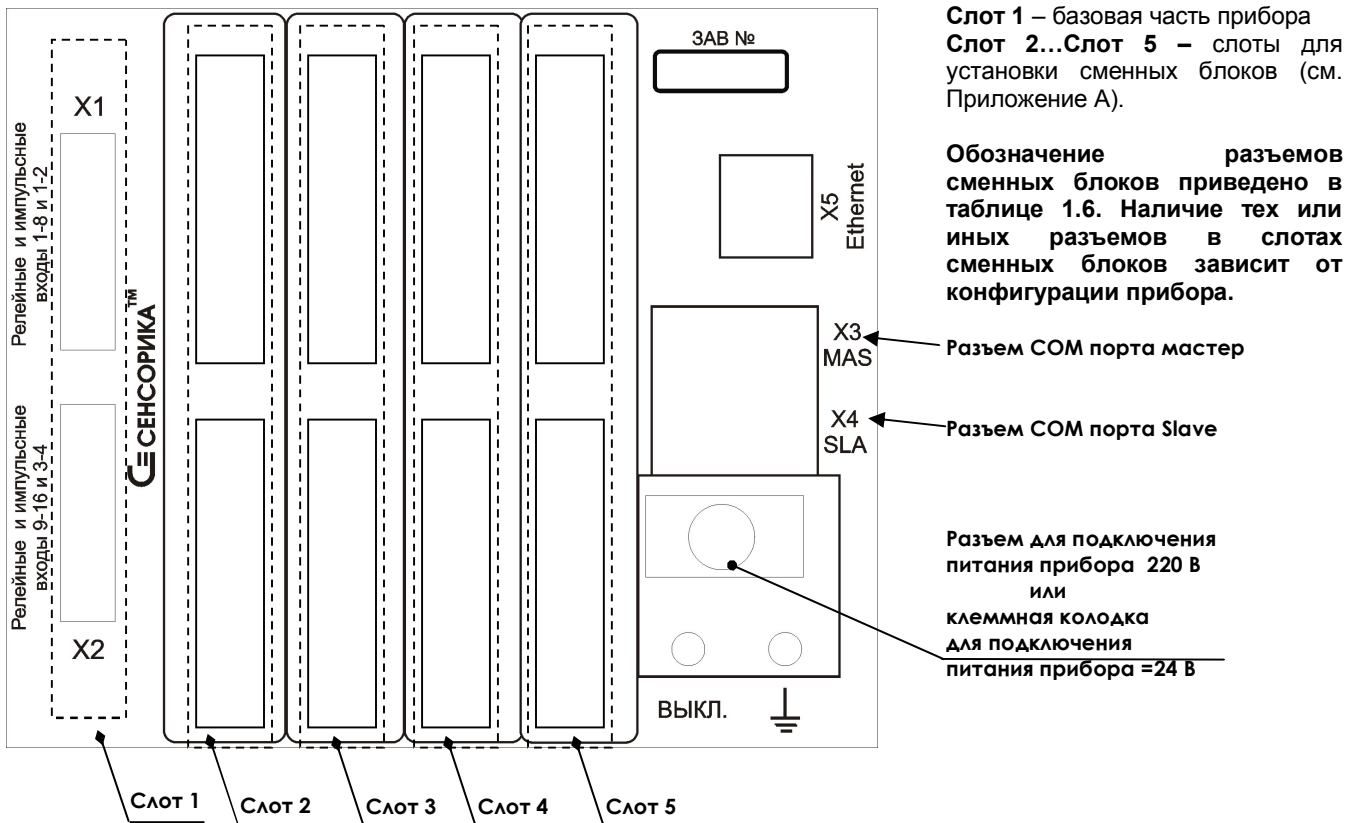 X1
Релейные и импульсные
входы 1-8 и 1-2
Релейные и импульсные
входы 9-16 и 3-4
X2
СЕНСОРИКА™
ЗАВ №
X5
Ethernet
X3
MAS
X4
SLA
ВЫКЛ.
Слот 1 – базовая часть прибора
Слот 2...Слот 5 – слоты для
установки сменных блоков (см.
Приложение А).
Обозначение разъемов
сменных блоков приведено в
таблице 1.6. Наличие тех или
иных разъемов в слотах
сменных блоков зависит от
конфигурации прибора.
Разъем COM порта мастер
Разъем COM порта Slave
Разъем для подключения
питания прибора 220 В
или
клеммная колодка
для подключения
питания прибора =24 В
Слот 1
Слот 2
Слот 3
Слот 4
Слот 5